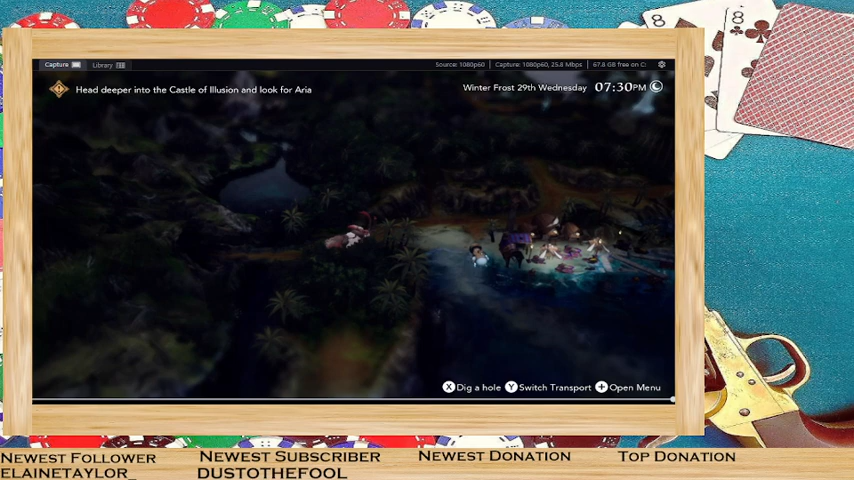 8 8
Capture Library Source: 1080p60 Capture: 1080p60, 25.8 Mbps 67.8 GB free on C:
Head deeper into the Castle of Illusion and look for Aria Winter Frost 29th Wednesday 07:30PM
X Dig a hole Y Switch Transport + Open Menu
Newest Follower Newest Subscriber Newest Donation Top Donation
ELAINETAYLOR_ DUSTOTHEFOOL